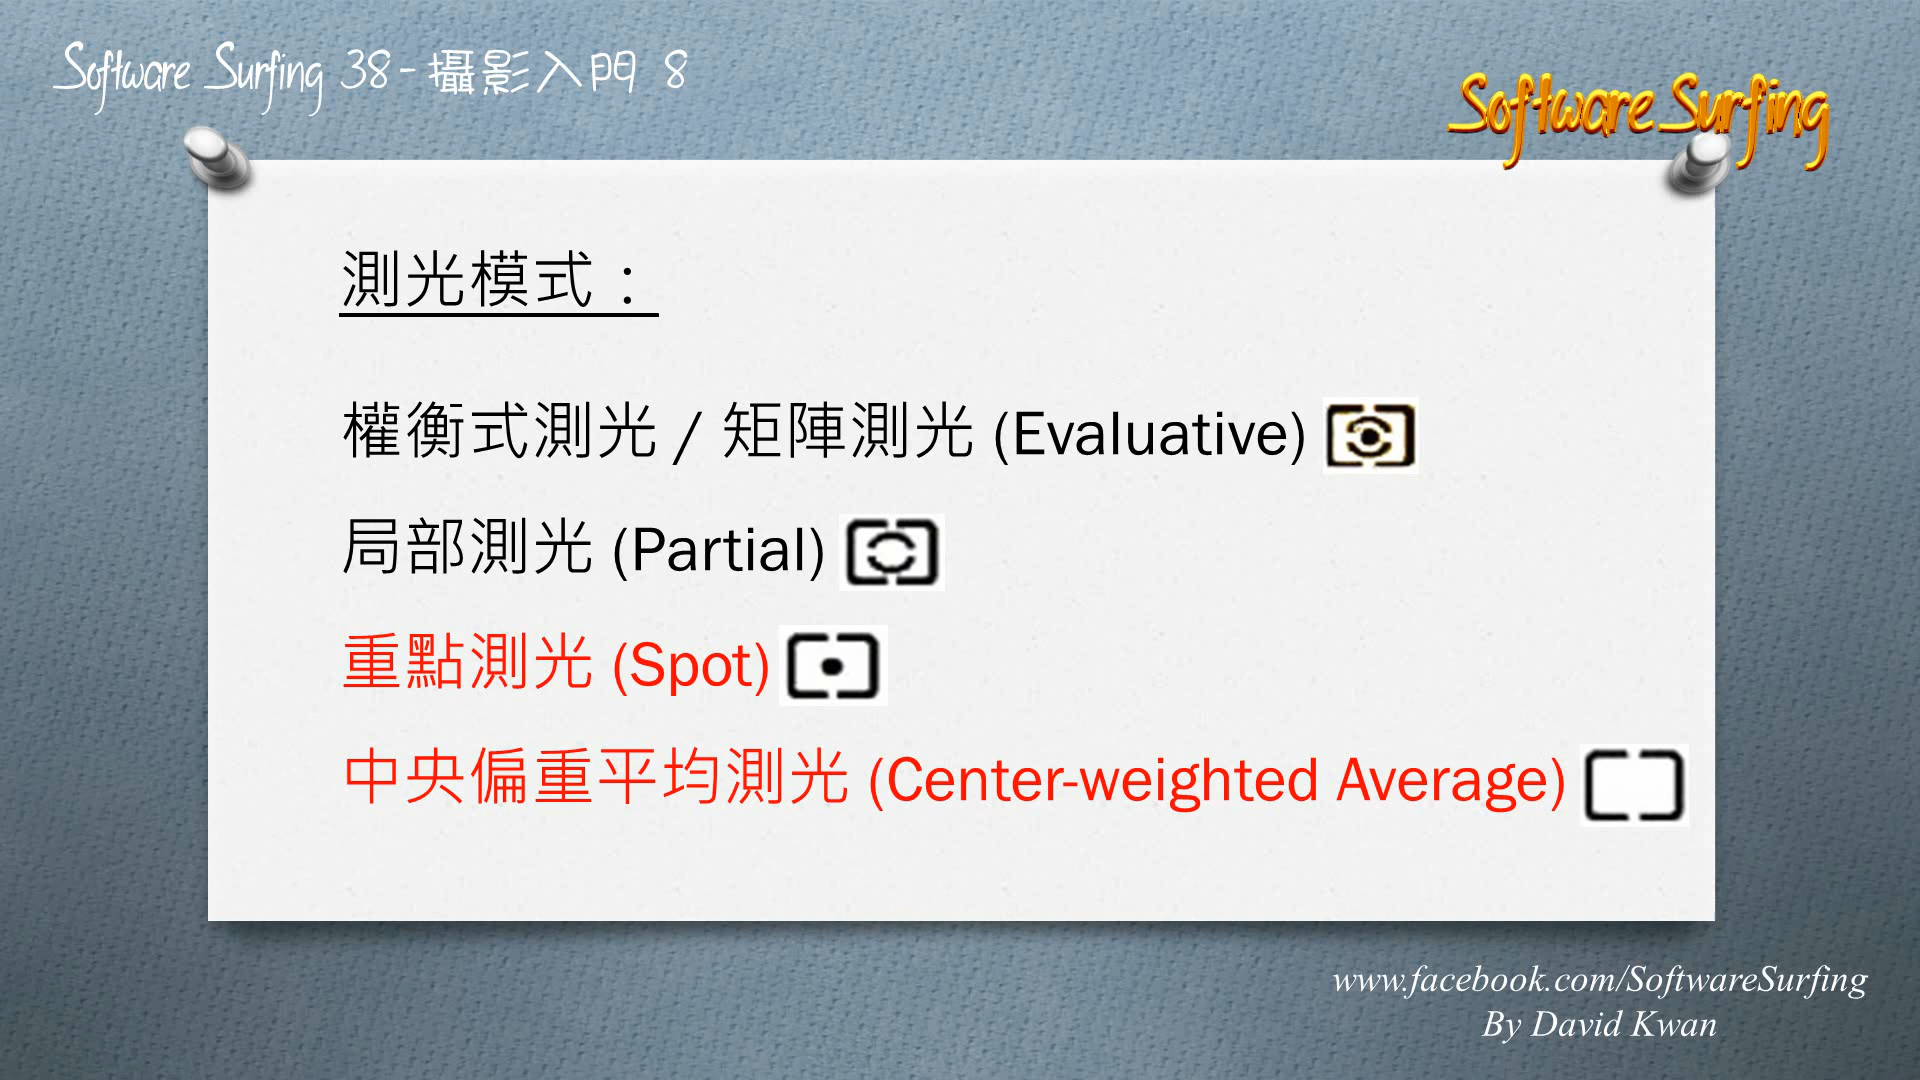 Software Surfing 38-攝影入門 8
Software Surfing
測光模式：
權衡式測光 / 矩陣測光 (Evaluative)
局部測光 (Partial)
重點測光 (Spot)
中央偏重平均測光 (Center-weighted Average)
www.facebook.com/SoftwareSurfing
By David Kwan